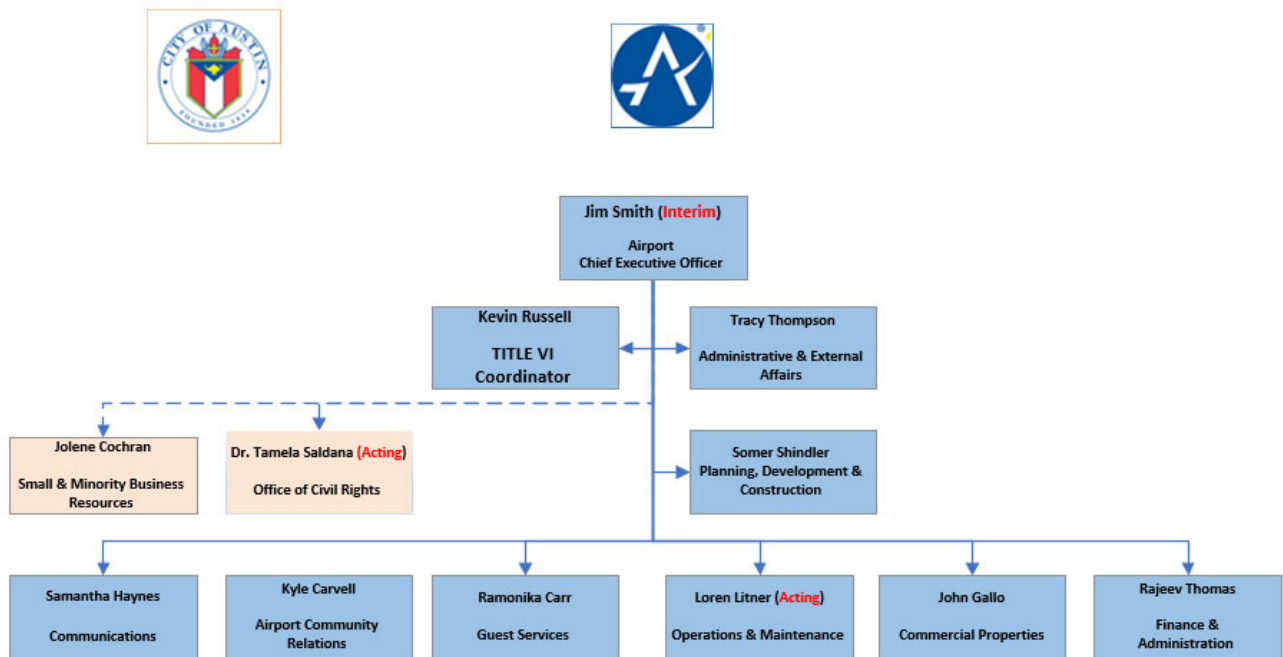 CITY OF AUSTIN
FOUNDED 1839
Jim Smith (Interim)
Airport
Chief Executive Officer
Kevin Russell
TITLE VI
Coordinator
Tracy Thompson
Administrative & External
Affairs
Jolene Cochran
Small & Minority Business
Resources
Dr. Tamela Saldana (Acting)
Office of Civil Rights
Somer Shindler
Planning, Development &
Construction
Samantha Haynes
Communications
Kyle Carvell
Airport Community
Relations
Ramonika Carr
Guest Services
Loren Litner (Acting)
Operations & Maintenance
John Gallo
Commercial Properties
Rajeev Thomas
Finance &
Administration